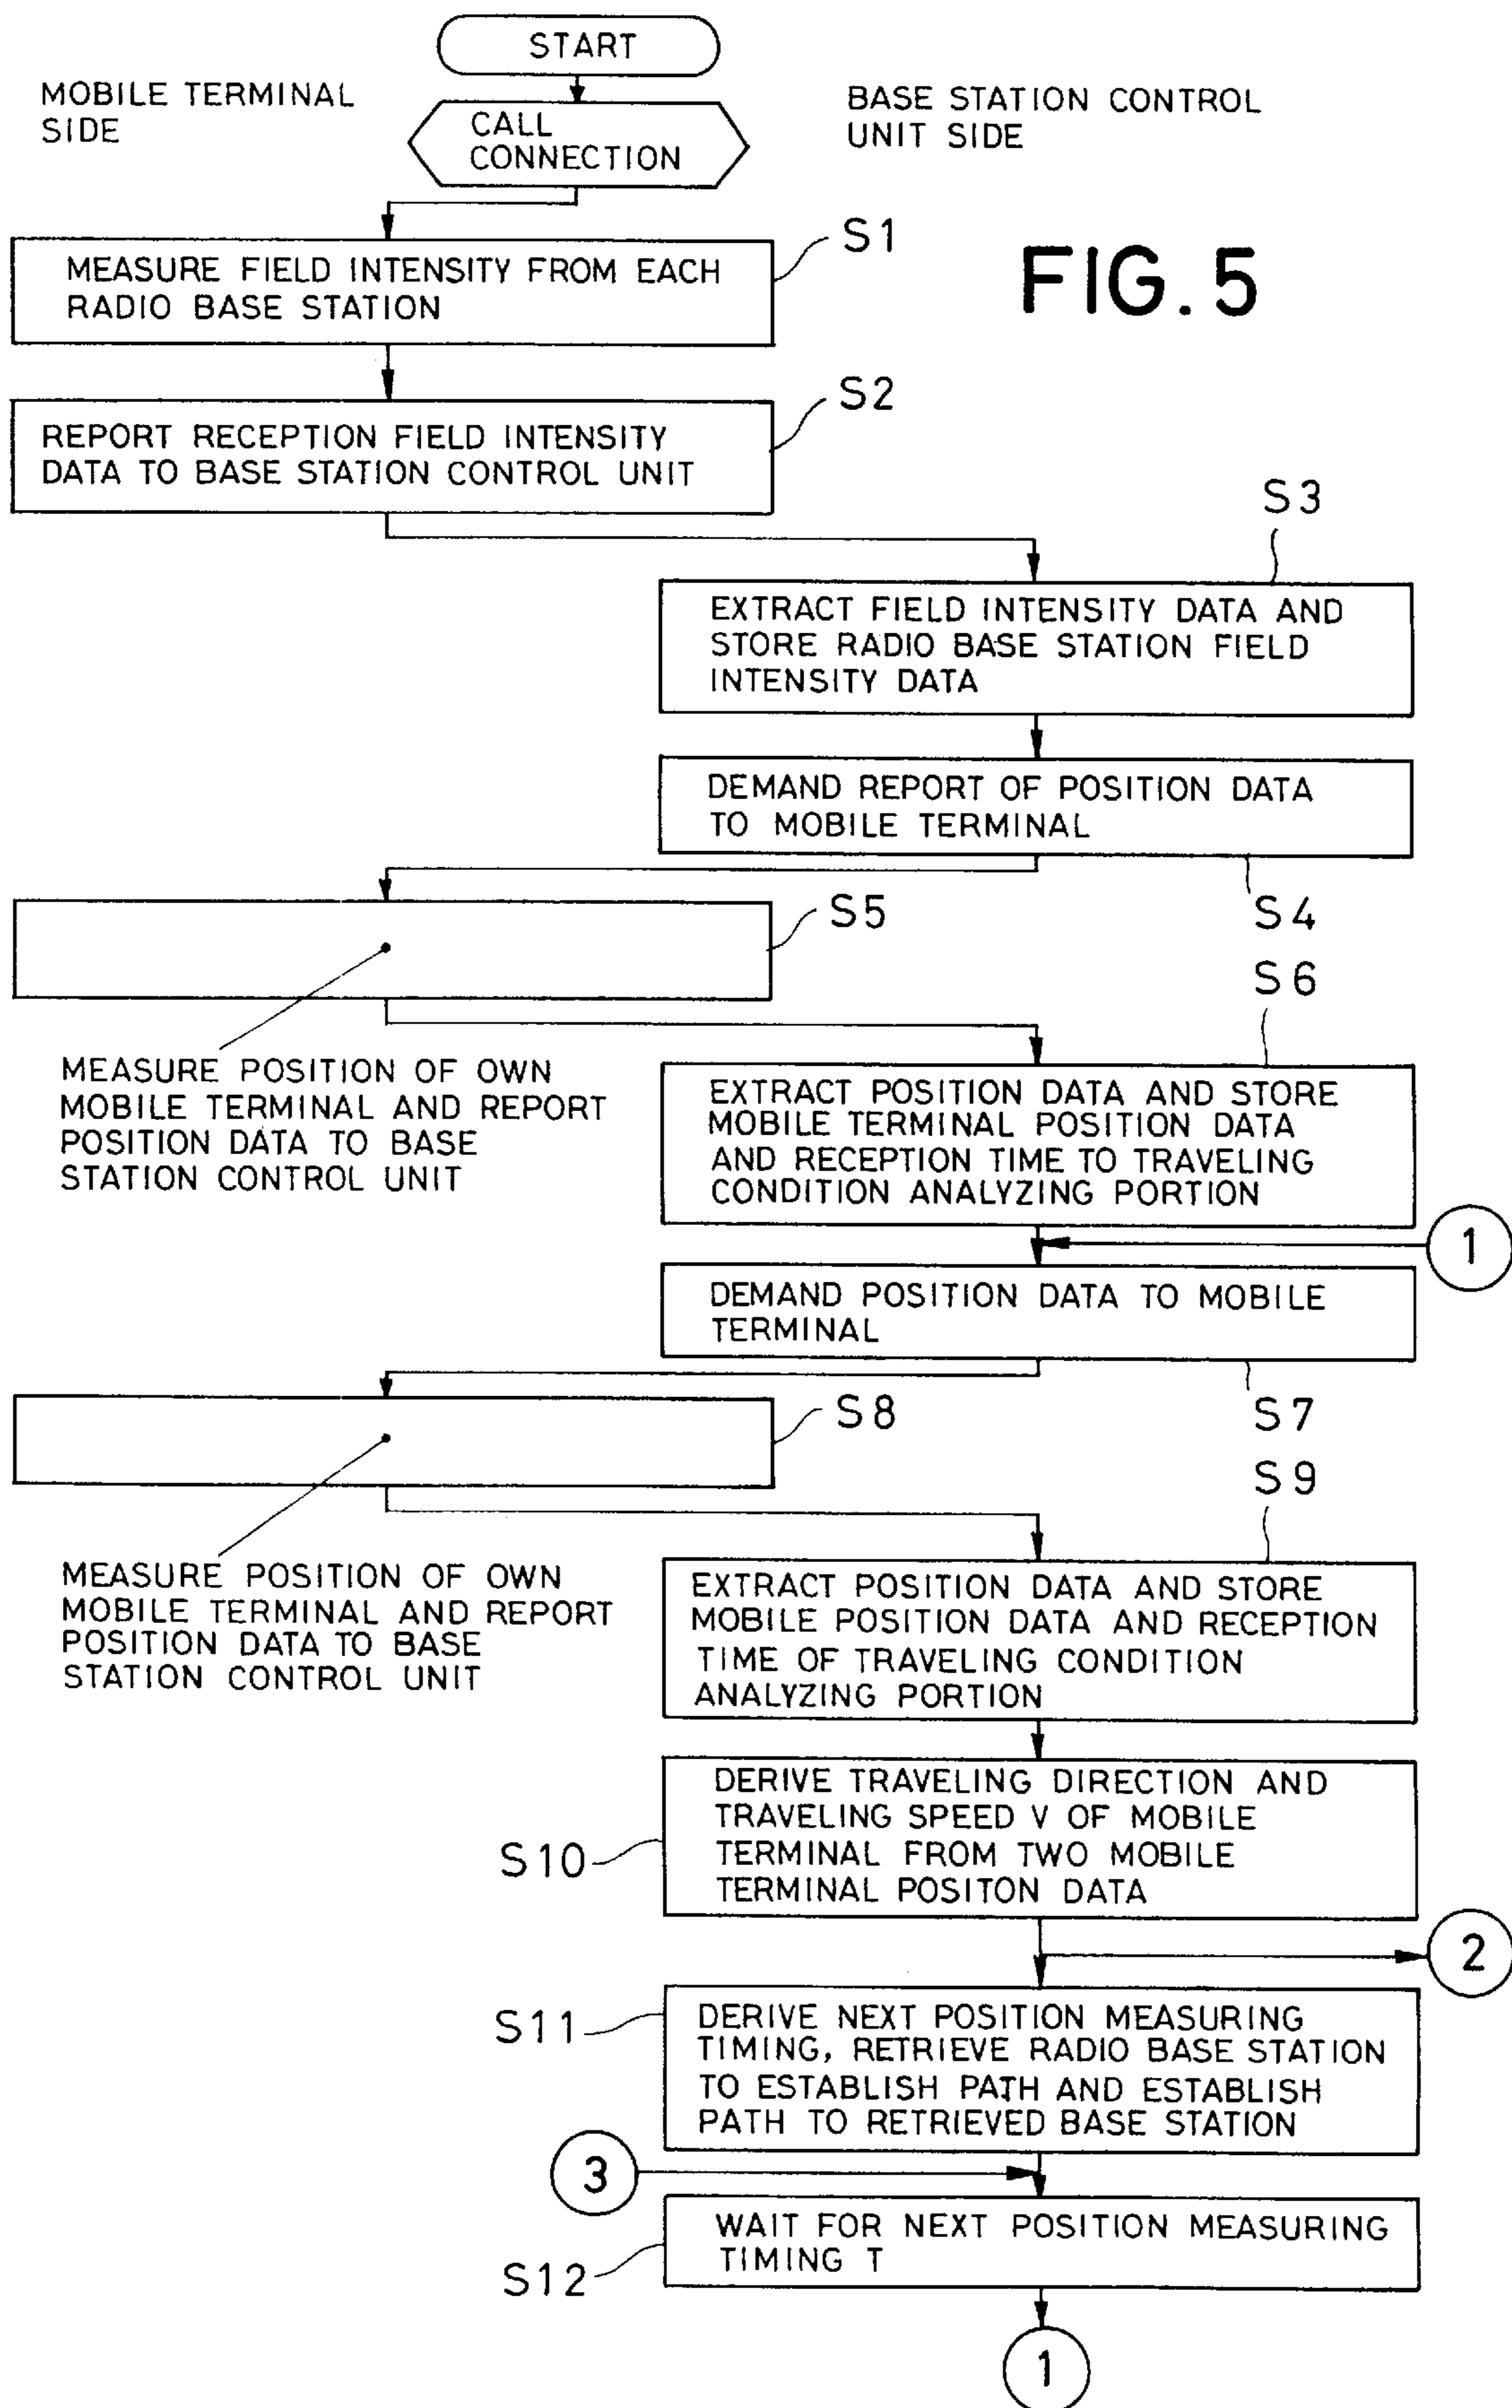 START
MOBILE TERMINAL
SIDE
CALL
CONNECTION
BASE STATION CONTROL
UNIT SIDE
FIG. 5
S1
MEASURE FIELD INTENSITY FROM EACH
RADIO BASE STATION
S2
REPORT RECEPTION FIELD INTENSITY
DATA TO BASE STATION CONTROL UNIT
S3
EXTRACT FIELD INTENSITY DATA AND
STORE RADIO BASE STATION FIELD
INTENSITY DATA
DEMAND REPORT OF POSITION DATA
TO MOBILE TERMINAL
S4
S5
MEASURE POSITION OF OWN
MOBILE TERMINAL AND REPORT
POSITION DATA TO BASE
STATION CONTROL UNIT
S6
EXTRACT POSITION DATA AND STORE
MOBILE TERMINAL POSITION DATA
AND RECEPTION TIME TO TRAVELING
CONDITION ANALYZING PORTION
1
DEMAND POSITION DATA TO MOBILE
TERMINAL
S7
S8
MEASURE POSITION OF OWN
MOBILE TERMINAL AND REPORT
POSITION DATA TO BASE
STATION CONTROL UNIT
S9
EXTRACT POSITION DATA AND STORE
MOBILE POSITION DATA AND RECEPTION
TIME OF TRAVELING CONDITION
ANALYZING PORTION
S10
DERIVE TRAVELING DIRECTION AND
TRAVELING SPEED V OF MOBILE
TERMINAL FROM TWO MOBILE
TERMINAL POSITON DATA
2
S11
DERIVE NEXT POSITION MEASURING
TIMING, RETRIEVE RADIO BASE STATION
TO ESTABLISH PATH AND ESTABLISH
PATH TO RETRIEVED BASE STATION
3
S12
WAIT FOR NEXT POSITION MEASURING
TIMING T
1